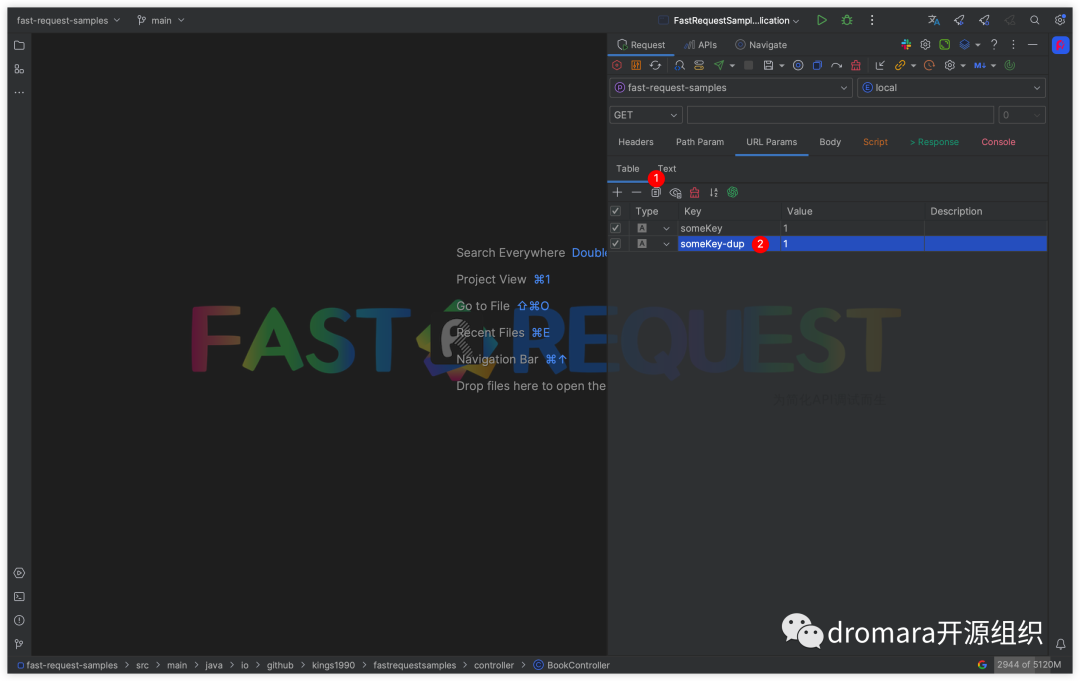 fast-request-samples main FastRequestSampl...lication
Request APIs Navigate
fast-request-samples local
GET 0
Headers Path Param URL Params Body Script > Response Console
Table Text
1
Type Key Value Description
someKey 1
someKey-dup 2 1
Search Everywhere Double
Project View ⌘1
Go to File ⇧⌘O
Recent Files ⌘E
Navigation Bar ⌘↑
Drop files here to open the
FAST REQUEST
dromara开源组织
fast-request-samples > src > main > java > io > github > kings1990 > fastrequestsamples > controller > BookController
2944 of 5120M